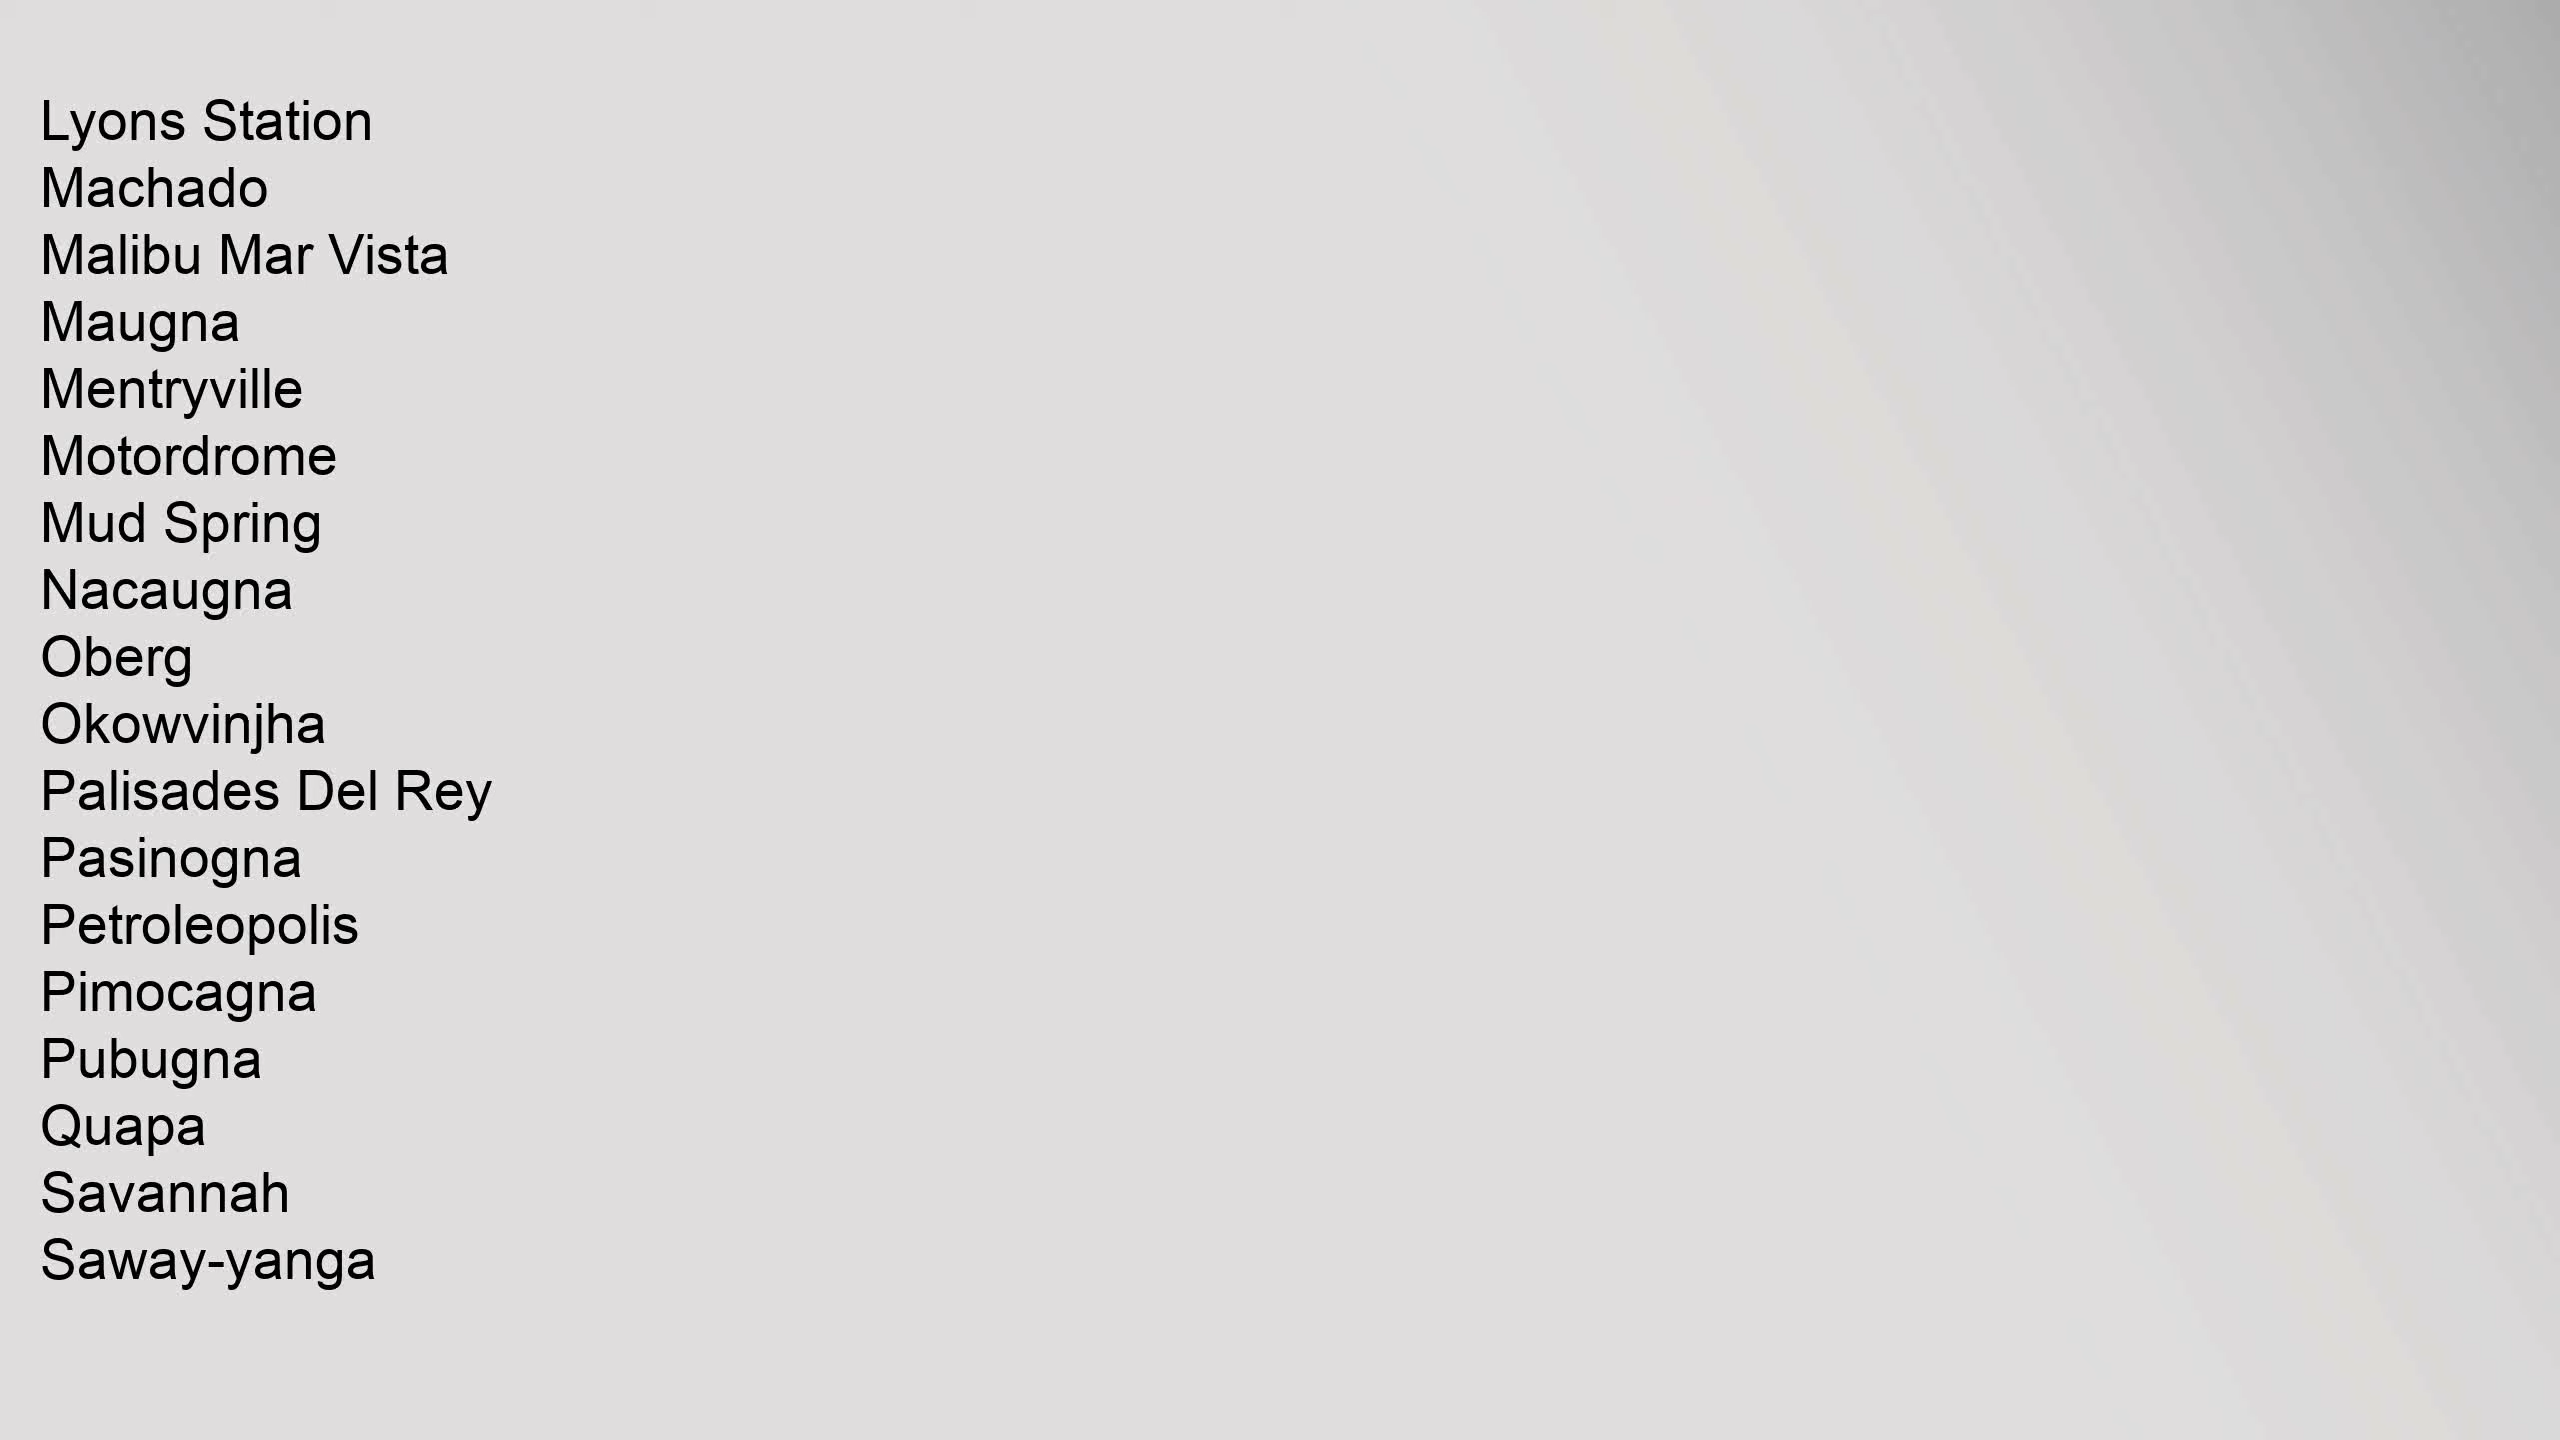 Lyons Station
Machado
Malibu Mar Vista
Maugna
Mentryville
Motordrome
Mud Spring
Nacaugna
Oberg
Okowvinjha
Palisades Del Rey
Pasinogna
Petroleopolis
Pimocagna
Pubugna
Quapa
Savannah
Saway-yanga